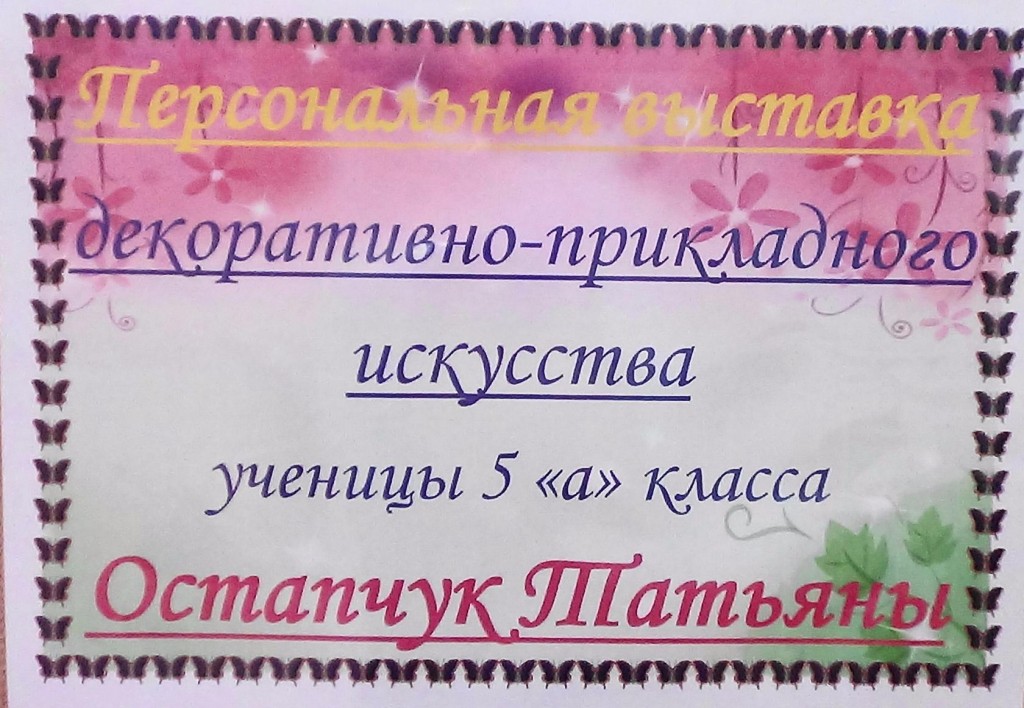 Персональная выставка
декоративно-прикладного
искусства
ученицы 5 «а» класса
Остапчук Татьяны